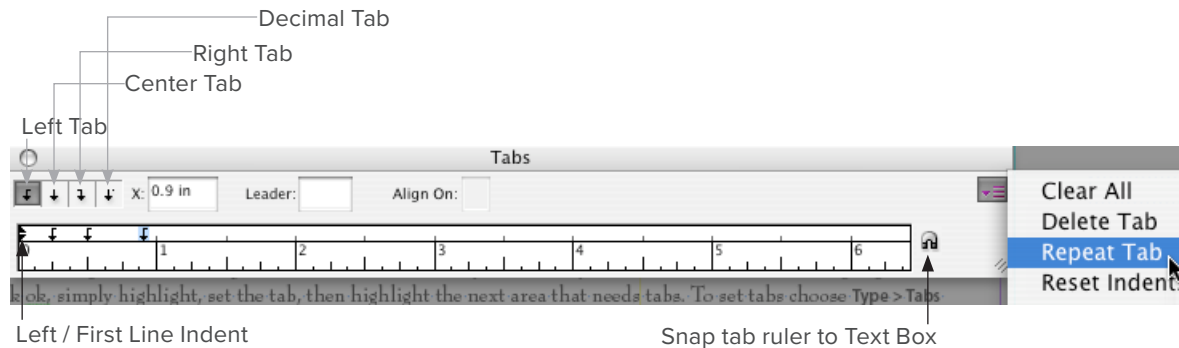 Decimal Tab
Right Tab
Center Tab
Left Tab
Tabs
X: 0.9 in Leader: Align On:
Clear All
Delete Tab
Repeat Tab
Reset Indents
0 1 2 3 4 5 6
k ok, simply highlight, set the tab, then highlight the next area that needs tabs. To set tabs choose Type > Tabs
Left / First Line Indent
Snap tab ruler to Text Box